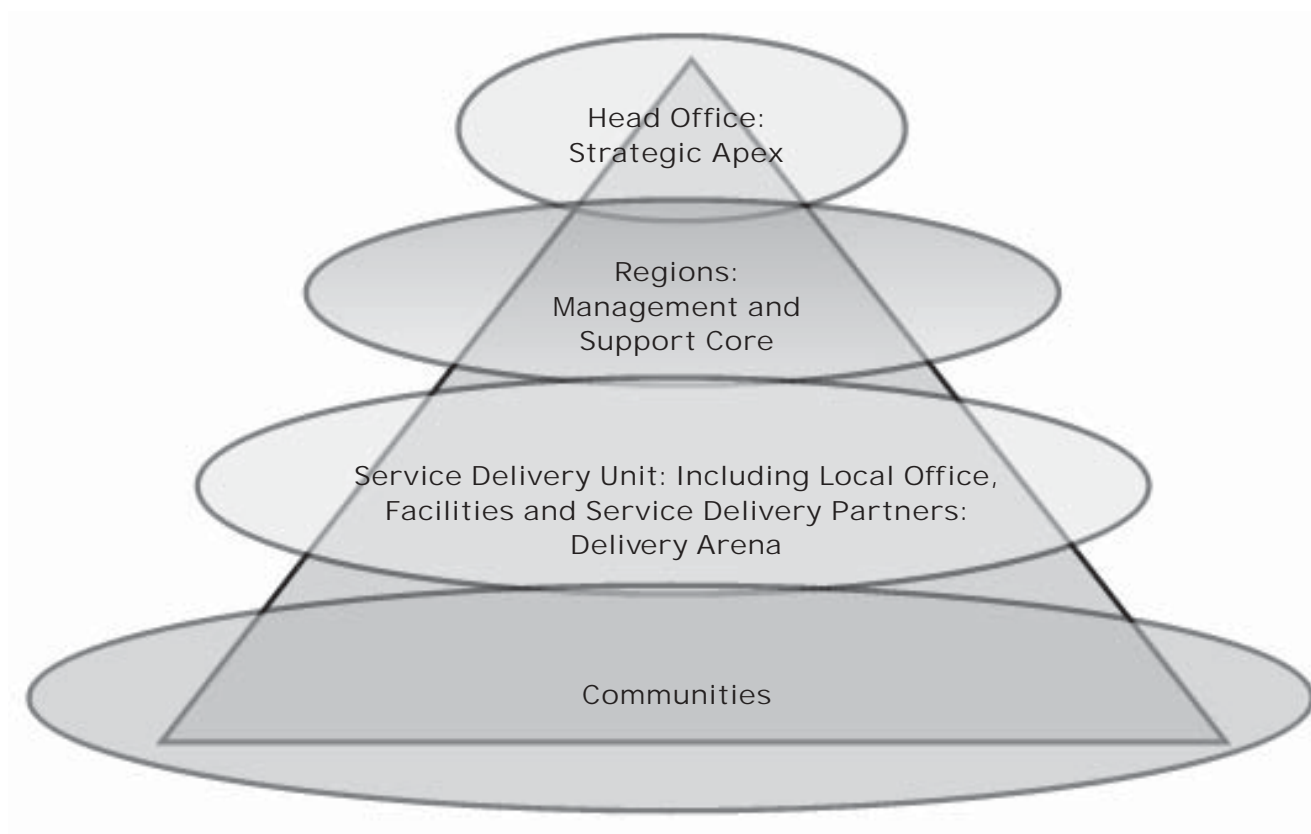 Head Office:
Strategic Apex
Regions:
Management and
Support Core
Service Delivery Unit: Including Local Office,
Facilities and Service Delivery Partners:
Delivery Arena
Communities